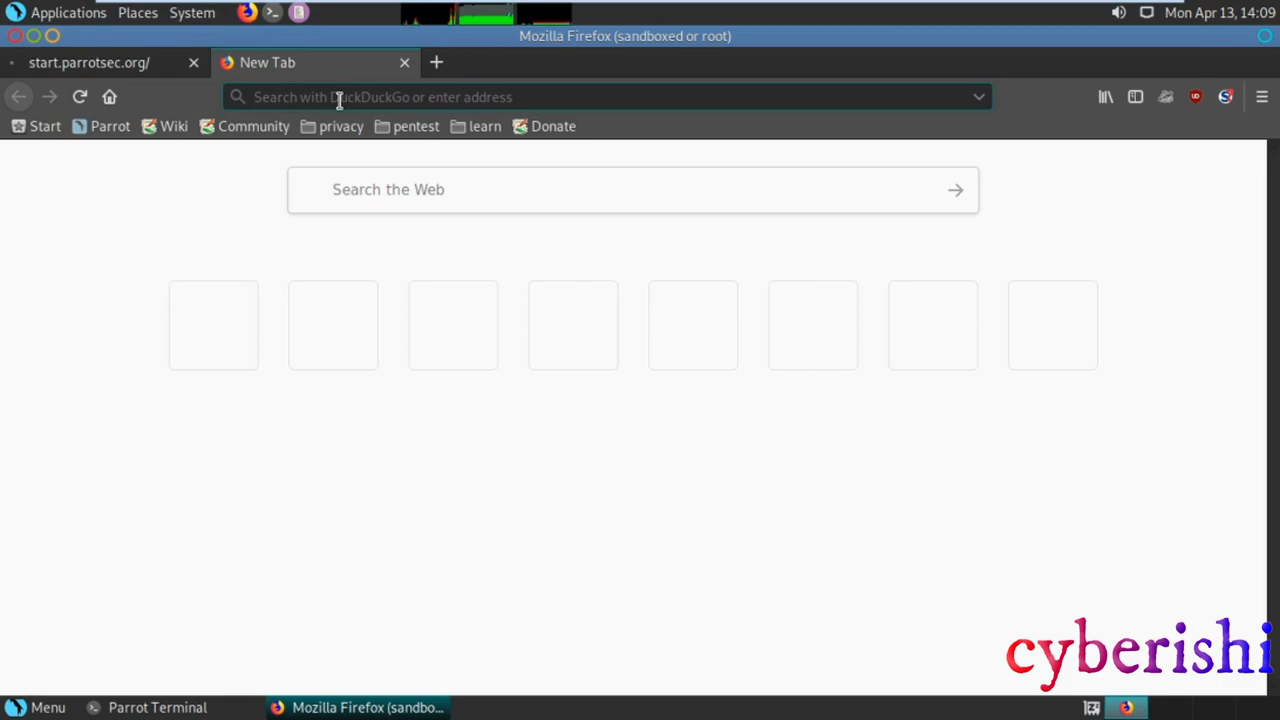 Applications Places System Mon Apr 13, 14:09
Mozilla Firefox (sandboxed or root)
start.parrotsec.org/ New Tab
Search with DuckDuckGo or enter address
Start Parrot Wiki Community privacy pentest learn Donate
Search the Web
cyberishi
Menu Parrot Terminal Mozilla Firefox (sandbo...